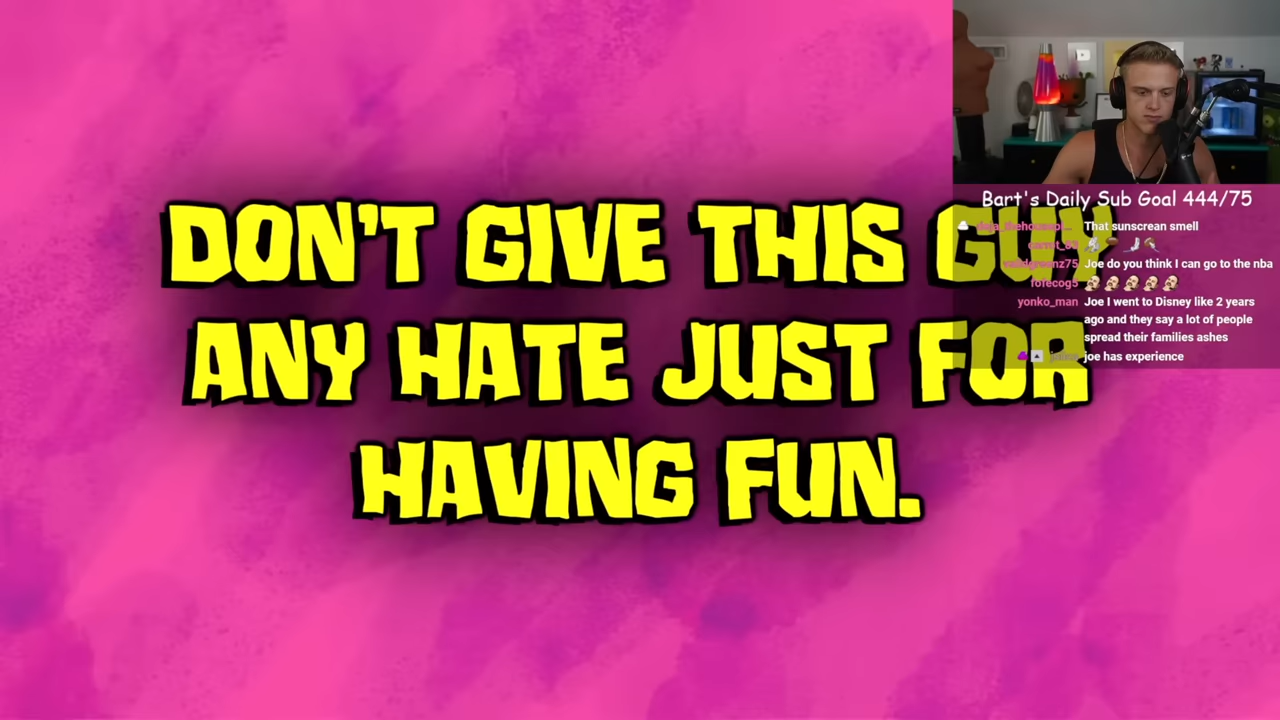 DON'T GIVE THIS GUY
ANY HATE JUST FOR
HAVING FUN.
Bart's Daily Sub Goal 444/75
That sunscrean smell
Joe do you think I can go to the nba
fofecog5
yonko_man Joe I went to Disney like 2 years
ago and they say a lot of people
spread their families ashes
joe has experience